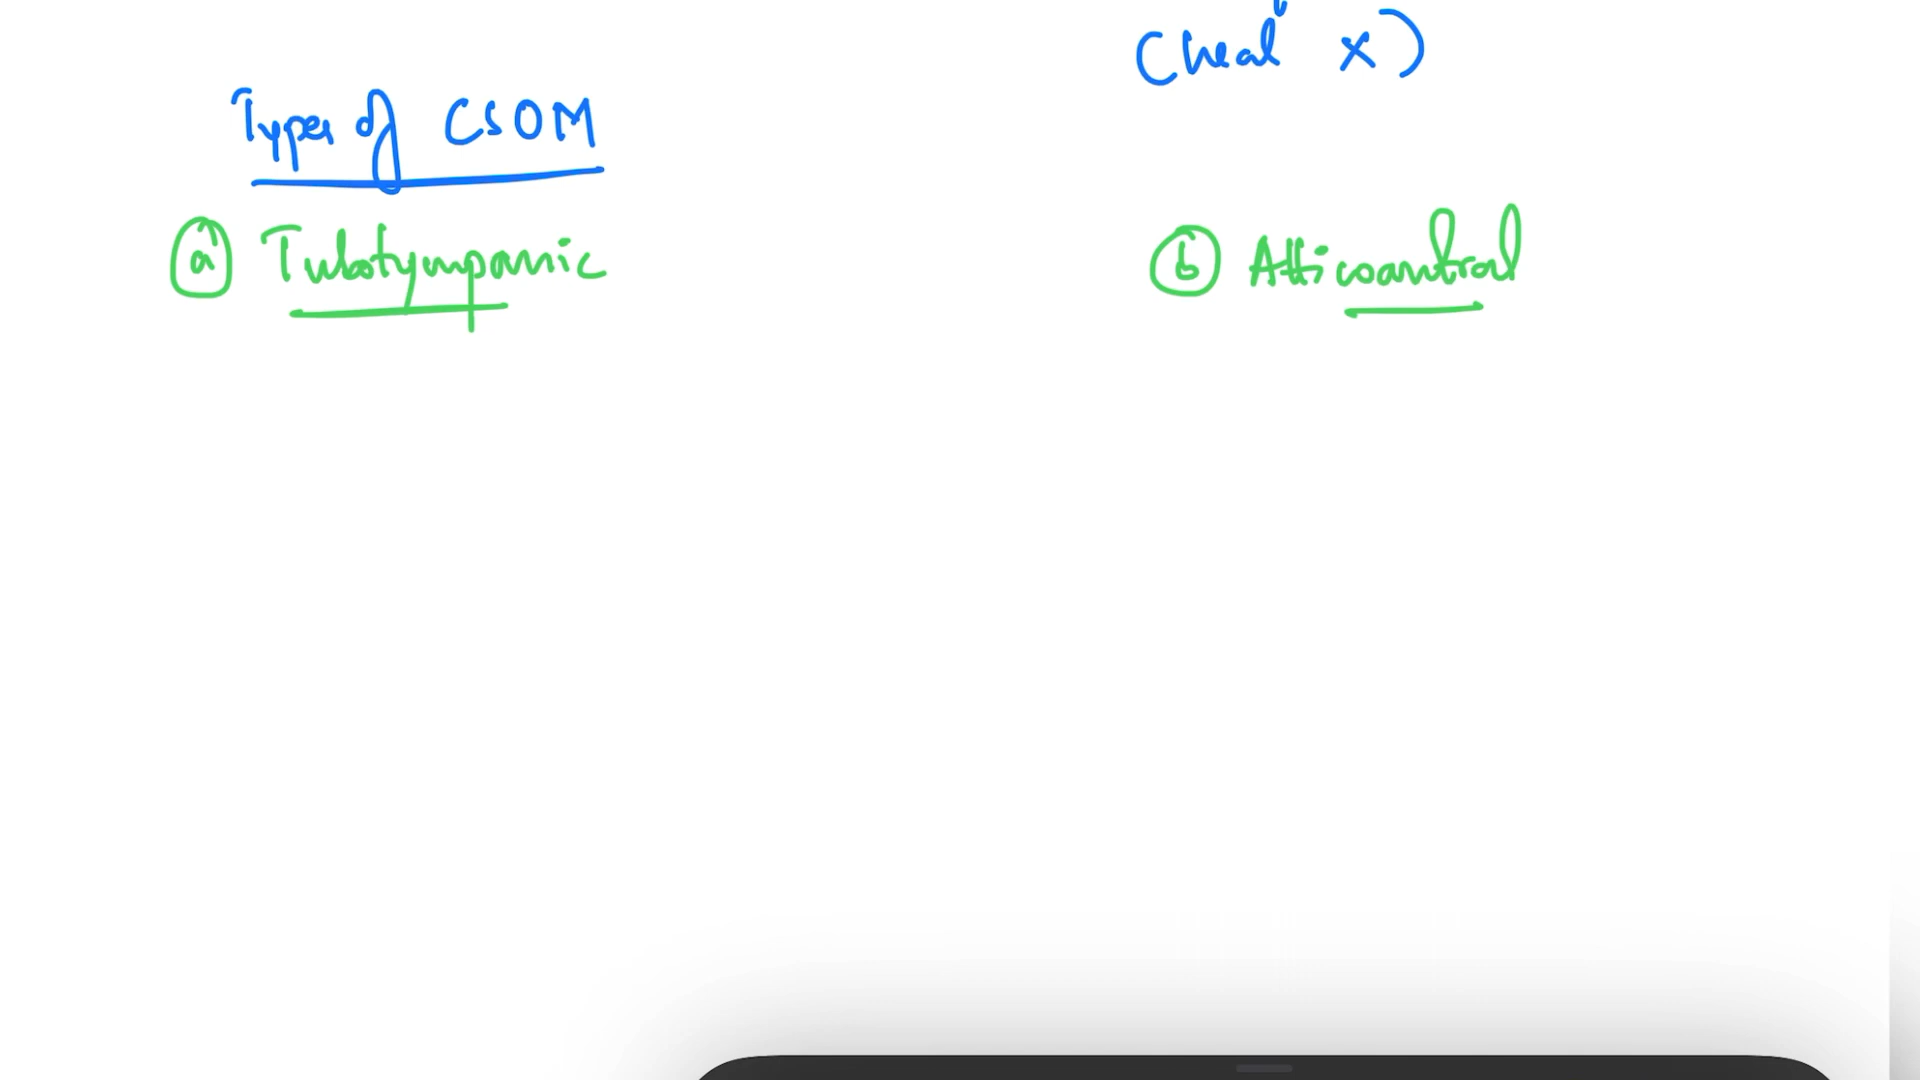 (heal x)
Types of CSOM
(a) Tubotympanic
(b) Atticoantral